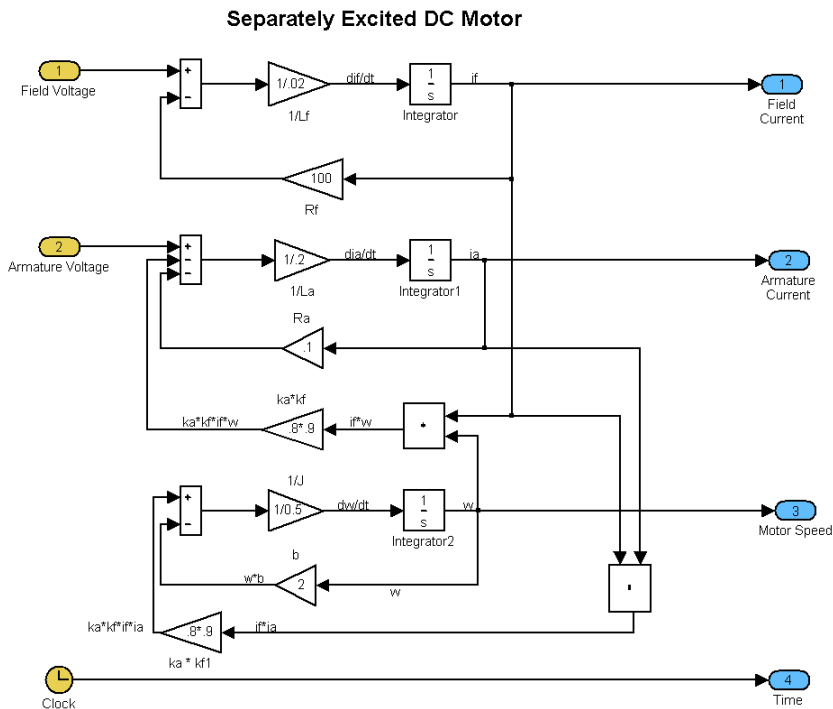 Separately Excited DC Motor
1
Field Voltage
+
−
1/.02
1/Lf
dif/dt
1
s
Integrator
if
1
Field
Current
100
Rf
2
Armature Voltage
+
−
−
1/.2
1/La
dia/dt
1
s
Integrator1
ia
2
Armature
Current
Ra
.1
ka*kf
ka*kf*if*w
.8*.9
if*w
*
1/J
+
−
1/0.5
dw/dt
1
s
Integrator2
w
3
Motor Speed
b
w*b
2
w
ka*kf*if*ia
.8*.9
if*ia
ka * kf1
Clock
4
Time